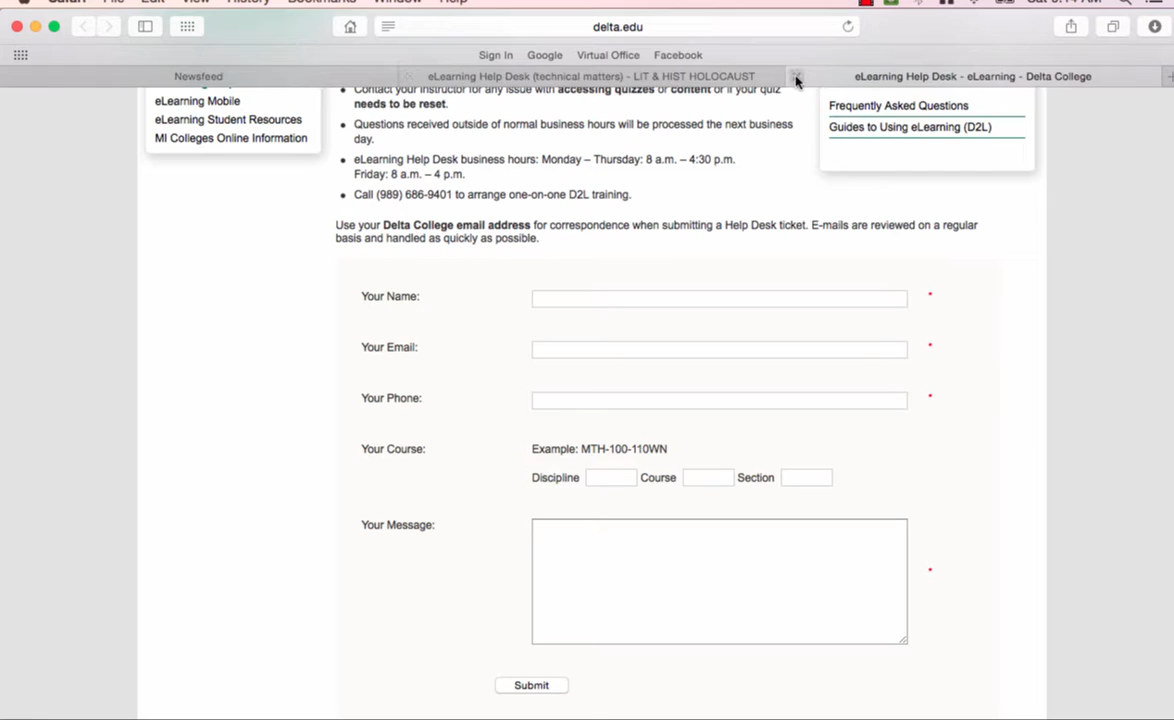 Safari File Edit View History Bookmarks Window Help
delta.edu
Sign In Google Virtual Office Facebook
Newsfeed
eLearning Help Desk (technical matters) - LIT & HIST HOLOCAUST
eLearning Help Desk - eLearning - Delta College
eLearning Mobile
eLearning Student Resources
MI Colleges Online Information
• Contact your instructor for any issue with accessing quizzes or content or if your quiz
needs to be reset.
• Questions received outside of normal business hours will be processed the next business
day.
• eLearning Help Desk business hours: Monday – Thursday: 8 a.m. – 4:30 p.m.
Friday: 8 a.m. – 4 p.m.
• Call (989) 686-9401 to arrange one-on-one D2L training.
Frequently Asked Questions
Guides to Using eLearning (D2L)
Use your Delta College email address for correspondence when submitting a Help Desk ticket. E-mails are reviewed on a regular
basis and handled as quickly as possible.
Your Name: *
Your Email: *
Your Phone: *
Your Course: Example: MTH-100-110WN
Discipline Course Section
Your Message: *
Submit